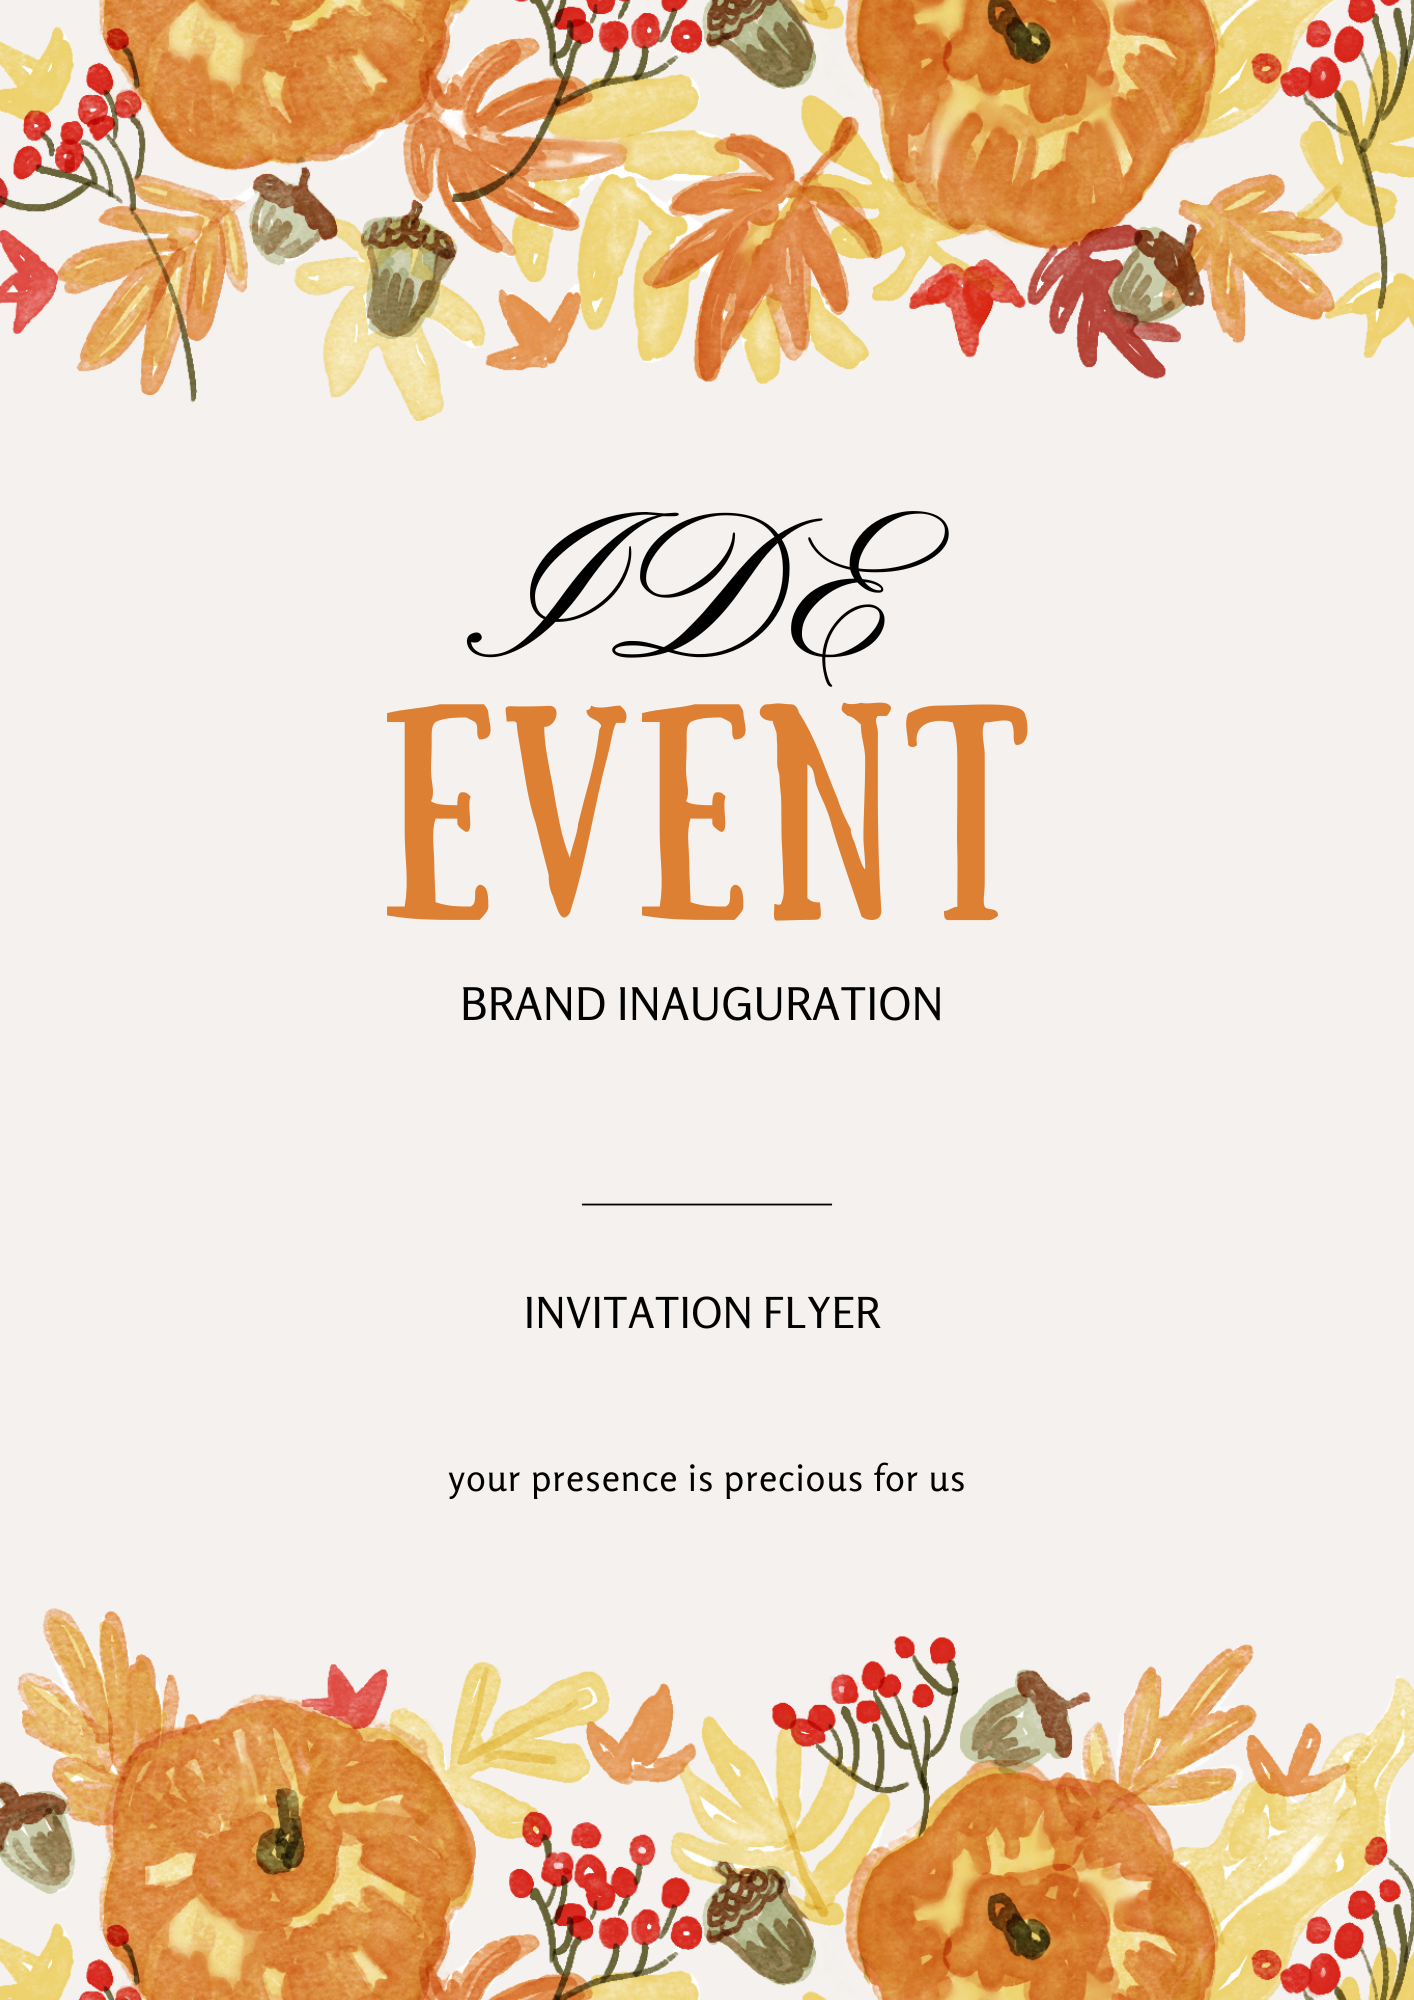 IDE
EVENT
BRAND INAUGURATION
INVITATION FLYER
your presence is precious for us